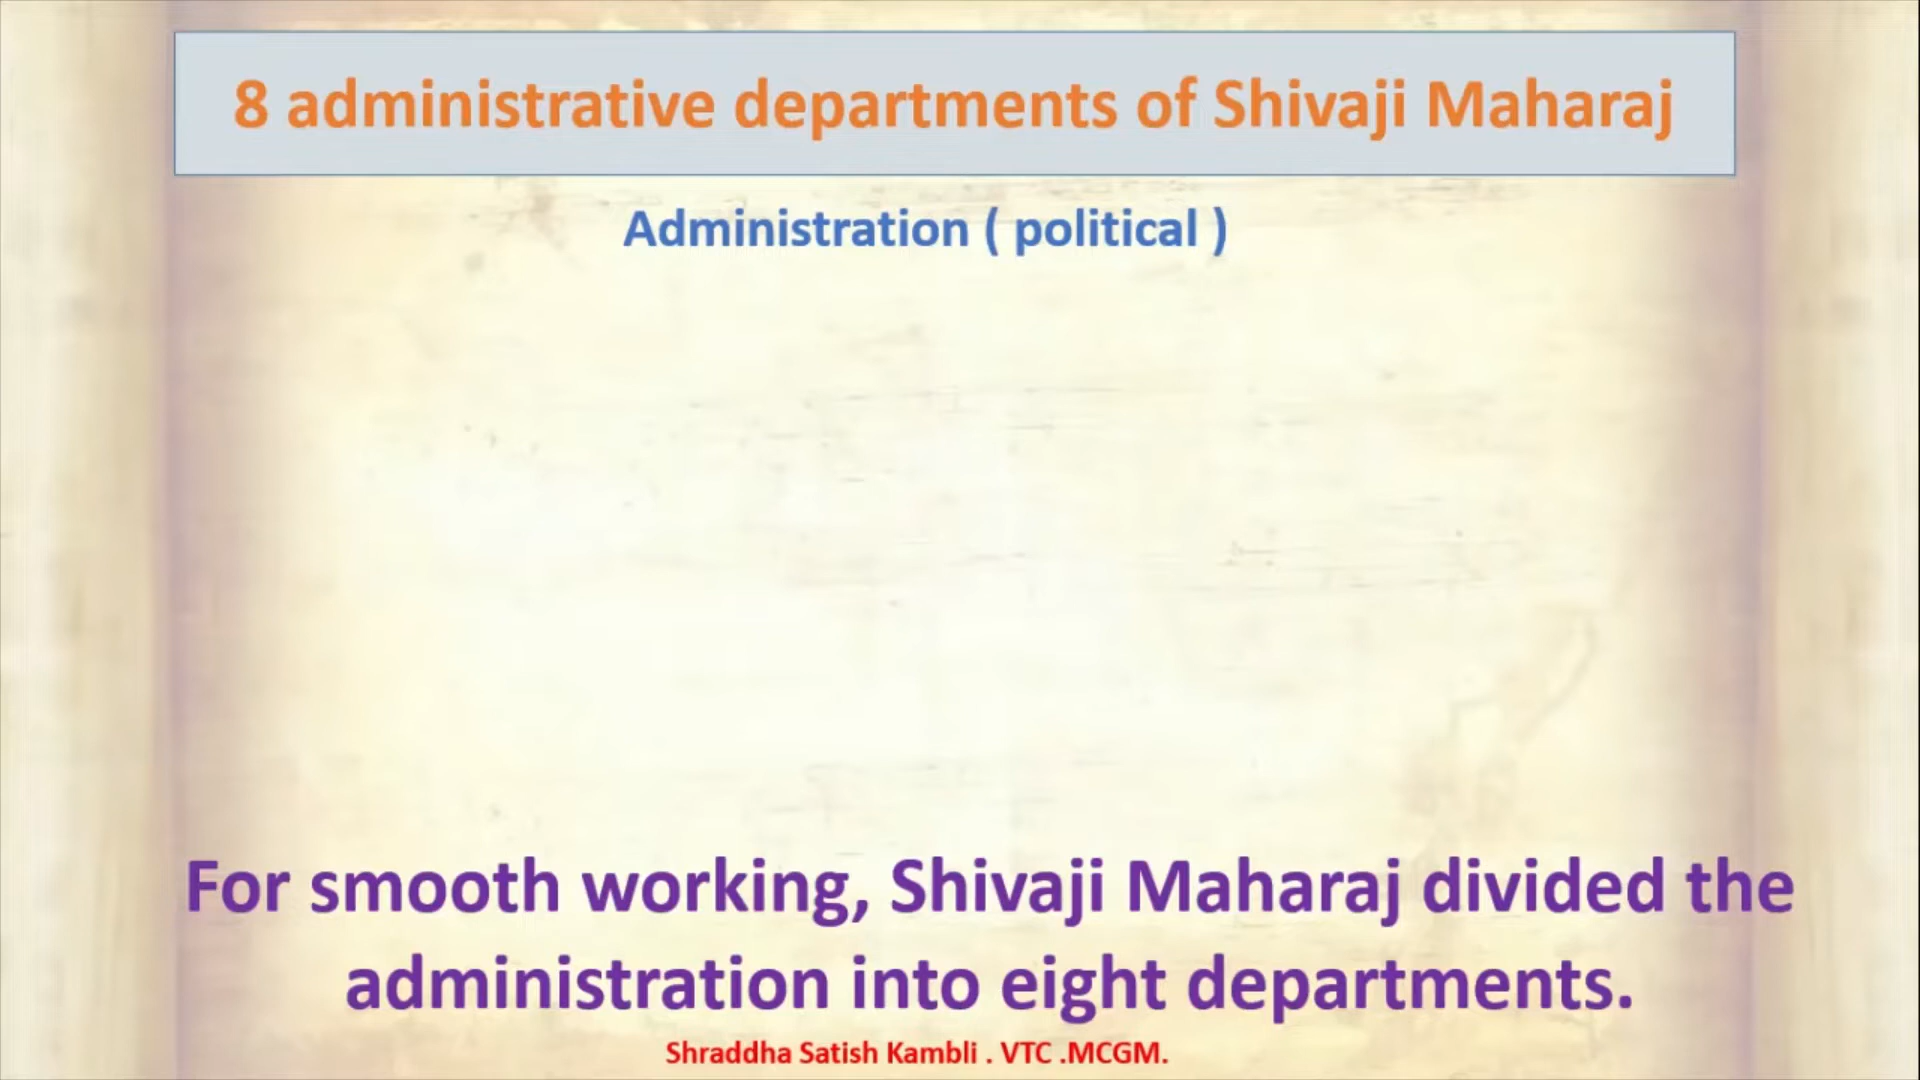 8 administrative departments of Shivaji Maharaj
Administration ( political )
For smooth working, Shivaji Maharaj divided the
administration into eight departments.
Shraddha Satish Kambli . VTC .MCGM.